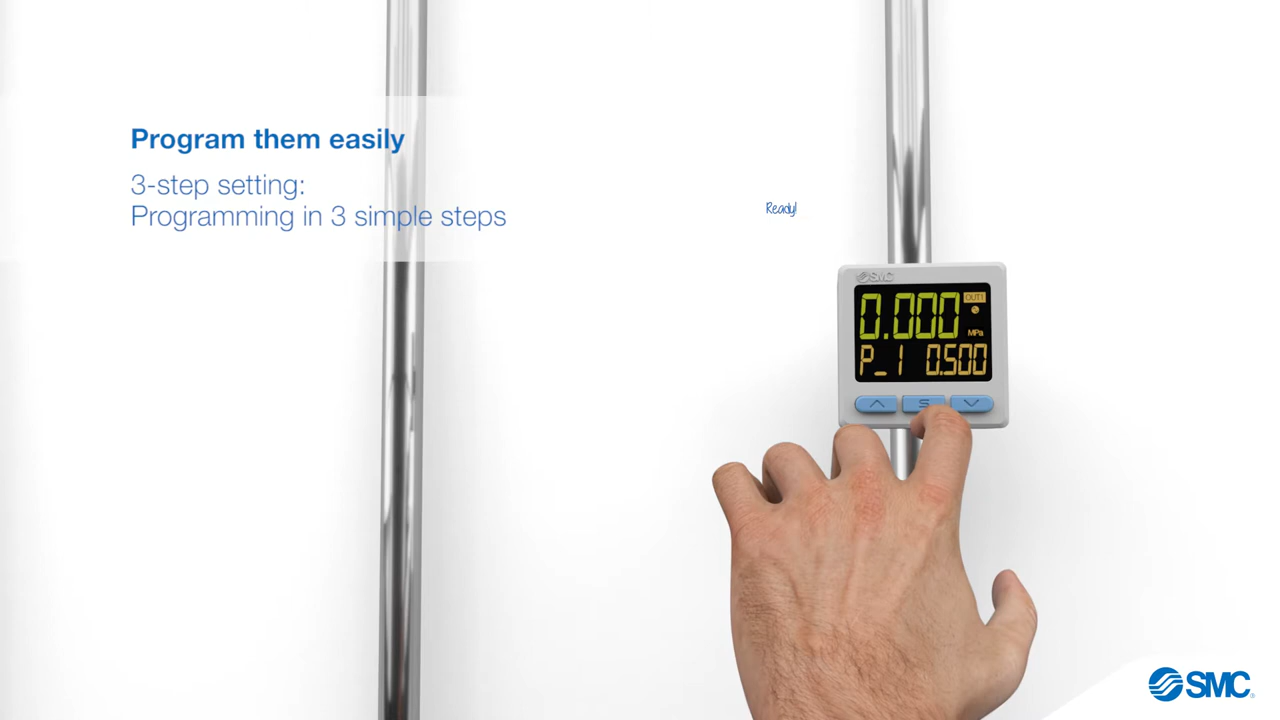 Program them easily
3-step setting:
Programming in 3 simple steps
Ready!
SMC
0.000
OUT1
MPa
P_1 0.500
S
SMC